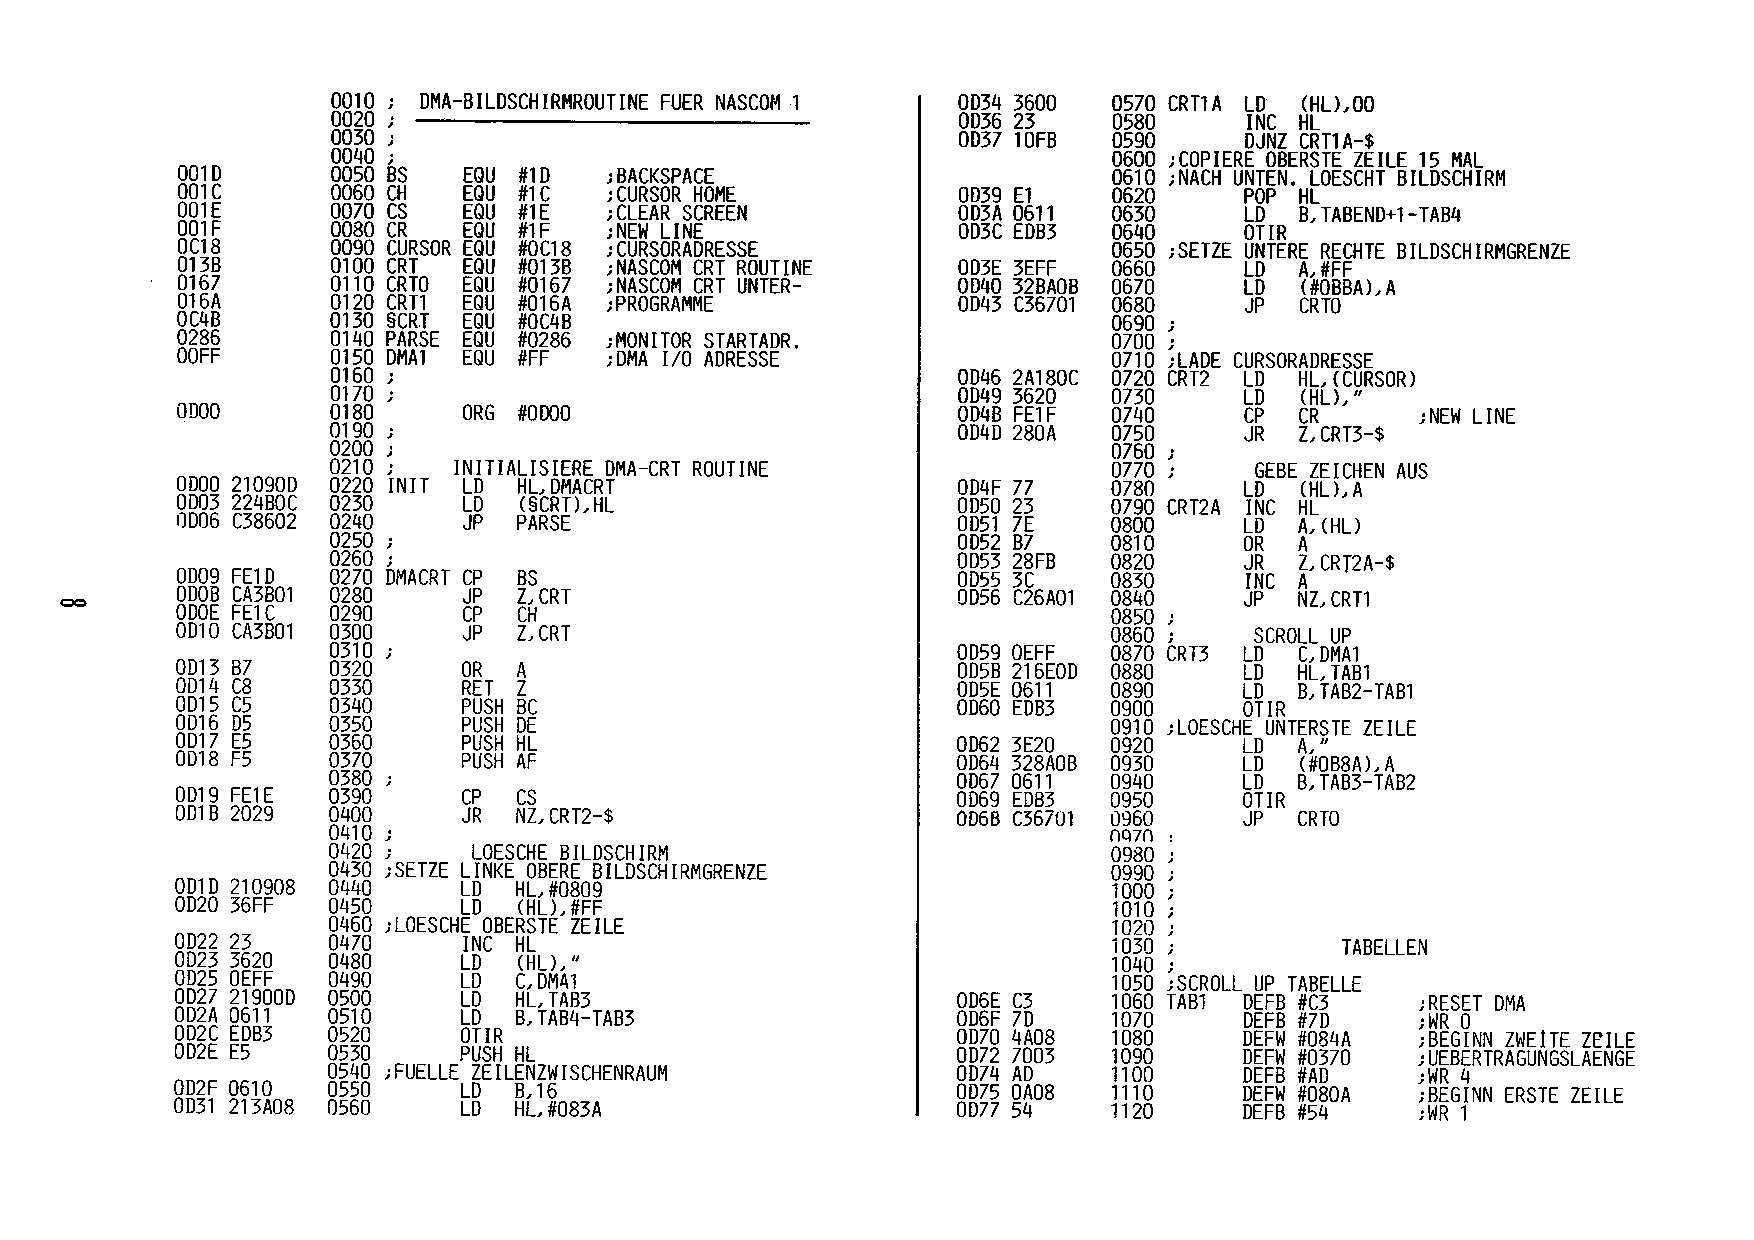 0010 ;   DMA-BILDSCHIRMROUTINE FUER NASCOM 1
0020 ;
0030 ;
0040 ;
001D 0050 BS EQU #1D ;BACKSPACE
001C 0060 CH EQU #1C ;CURSOR HOME
001E 0070 CS EQU #1E ;CLEAR SCREEN
001F 0080 CR EQU #1F ;NEW LINE
0C18 0090 CURSOR EQU #0C18 ;CURSORADRESSE
013B 0100 CRT EQU #013B ;NASCOM CRT ROUTINE
0167 0110 CRT0 EQU #0167 ;NASCOM CRT UNTER-
016A 0120 CRT1 EQU #016A ;PROGRAMME
0C4B 0130 §CRT EQU #0C4B
0286 0140 PARSE EQU #0286 ;MONITOR STARTADR.
00FF 0150 DMA1 EQU #FF ;DMA I/O ADRESSE
0160 ;
0170 ;
0D00 0180 ORG #0D00
0190 ;
0200 ;
0210 ; INITIALISIERE DMA-CRT ROUTINE
0D00 21090D 0220 INIT LD HL,DMACRT
0D03 224B0C 0230 LD (§CRT),HL
0D06 C38602 0240 JP PARSE
0250 ;
0260 ;
0D09 FE1D 0270 DMACRT CP BS
0D0B CA3B01 0280 JP Z,CRT
0D0E FE1C 0290 CP CH
0D10 CA3B01 0300 JP Z,CRT
0310 ;
0D13 B7 0320 OR A
0D14 C8 0330 RET Z
0D15 C5 0340 PUSH BC
0D16 D5 0350 PUSH DE
0D17 E5 0360 PUSH HL
0D18 F5 0370 PUSH AF
0380 ;
0D19 FE1E 0390 CP CS
0D1B 2029 0400 JR NZ,CRT2-$
0410 ;
0420 ; LOESCHE BILDSCHIRM
0430 ;SETZE LINKE OBERE BILDSCHIRMGRENZE
0D1D 210908 0440 LD HL,#0809
0D20 36FF 0450 LD (HL),#FF
0460 ;LOESCHE OBERSTE ZEILE
0D22 23 0470 INC HL
0D23 3620 0480 LD (HL),"
0D25 0EFF 0490 LD C,DMA1
0D27 21900D 0500 LD HL,TAB3
0D2A 0611 0510 LD B,TAB4-TAB3
0D2C EDB3 0520 OTIR
0D2E E5 0530 PUSH HL
0540 ;FUELLE ZEILENZWISCHENRAUM
0D2F 0610 0550 LD B,16
0D31 213A08 0560 LD HL,#083A
8
0D34 3600 0570 CRT1A LD (HL),00
0D36 23 0580 INC HL
0D37 10FB 0590 DJNZ CRT1A-$
0600 ;COPIERE OBERSTE ZEILE 15 MAL
0610 ;NACH UNTEN. LOESCHT BILDSCHIRM
0D39 E1 0620 POP HL
0D3A 0611 0630 LD B,TABEND+1-TAB4
0D3C EDB3 0640 OTIR
0650 ;SETZE UNTERE RECHTE BILDSCHIRMGRENZE
0D3E 3EFF 0660 LD A,#FF
0D40 32BA0B 0670 LD (#0BBA),A
0D43 C36701 0680 JP CRT0
0690 ;
0700 ;
0710 ;LADE CURSORADRESSE
0D46 2A180C 0720 CRT2 LD HL,(CURSOR)
0D49 3620 0730 LD (HL),"
0D4B FE1F 0740 CP CR ;NEW LINE
0D4D 280A 0750 JR Z,CRT3-$
0760 ;
0770 ; GEBE ZEICHEN AUS
0D4F 77 0780 LD (HL),A
0D50 23 0790 CRT2A INC HL
0D51 7E 0800 LD A,(HL)
0D52 B7 0810 OR A
0D53 28FB 0820 JR Z,CRT2A-$
0D55 3C 0830 INC A
0D56 C26A01 0840 JP NZ,CRT1
0850 ;
0860 ; SCROLL UP
0D59 0EFF 0870 CRT3 LD C,DMA1
0D5B 216E0D 0880 LD HL,TAB1
0D5E 0611 0890 LD B,TAB2-TAB1
0D60 EDB3 0900 OTIR
0910 ;LOESCHE UNTERSTE ZEILE
0D62 3E20 0920 LD A,"
0D64 328A0B 0930 LD (#0B8A),A
0D67 0611 0940 LD B,TAB3-TAB2
0D69 EDB3 0950 OTIR
0D6B C36701 0960 JP CRT0
0970 :
0980 ;
0990 ;
1000 ;
1010 ;
1020 ;
1030 ; TABELLEN
1040 ;
1050 ;SCROLL UP TABELLE
0D6E C3 1060 TAB1 DEFB #C3 ;RESET DMA
0D6F 7D 1070 DEFB #7D ;WR 0
0D70 4A08 1080 DEFW #084A ;BEGINN ZWEITE ZEILE
0D72 7003 1090 DEFW #0370 ;UEBERTRAGUNGSLAENGE
0D74 AD 1100 DEFB #AD ;WR 4
0D75 0A08 1110 DEFW #080A ;BEGINN ERSTE ZEILE
0D77 54 1120 DEFB #54 ;WR 1